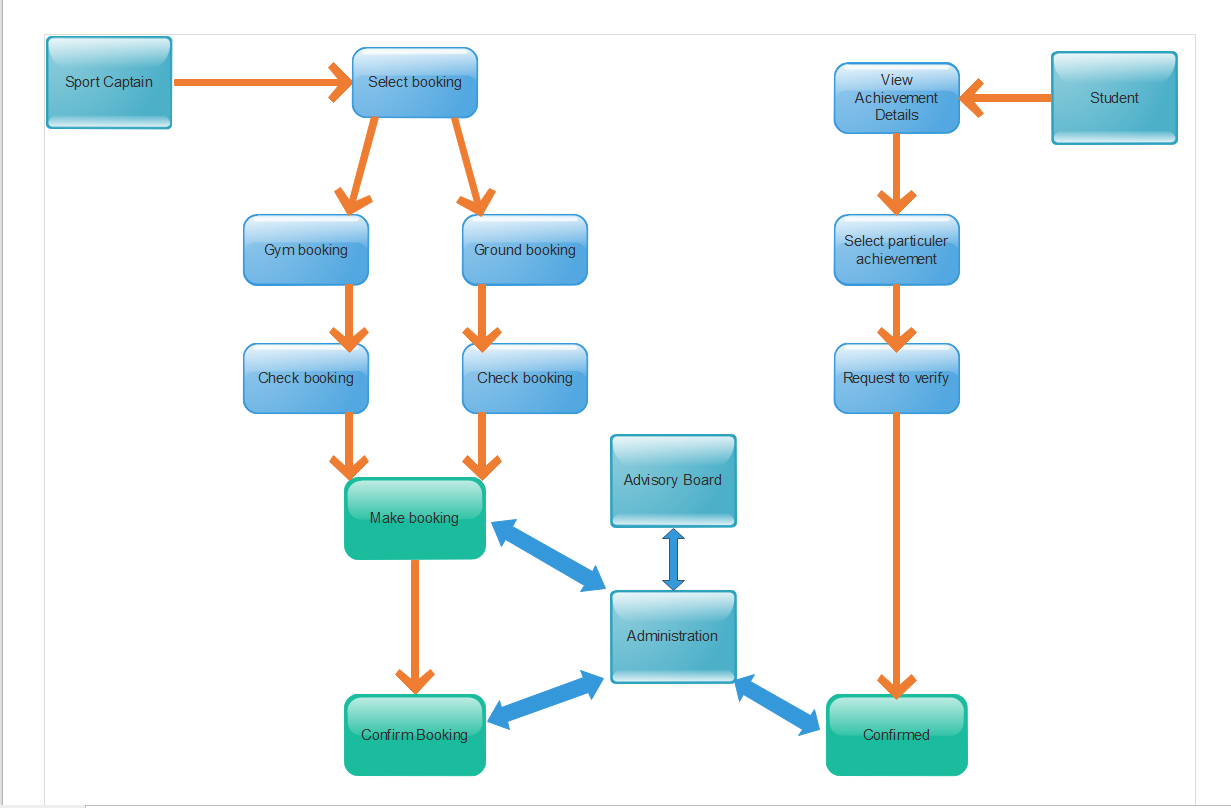 Sport Captain
Select booking
View
Achievement
Details
Student
Gym booking
Ground booking
Select particuler
achievement
Check booking
Check booking
Request to verify
Advisory Board
Make booking
Administration
Confirm Booking
Confirmed